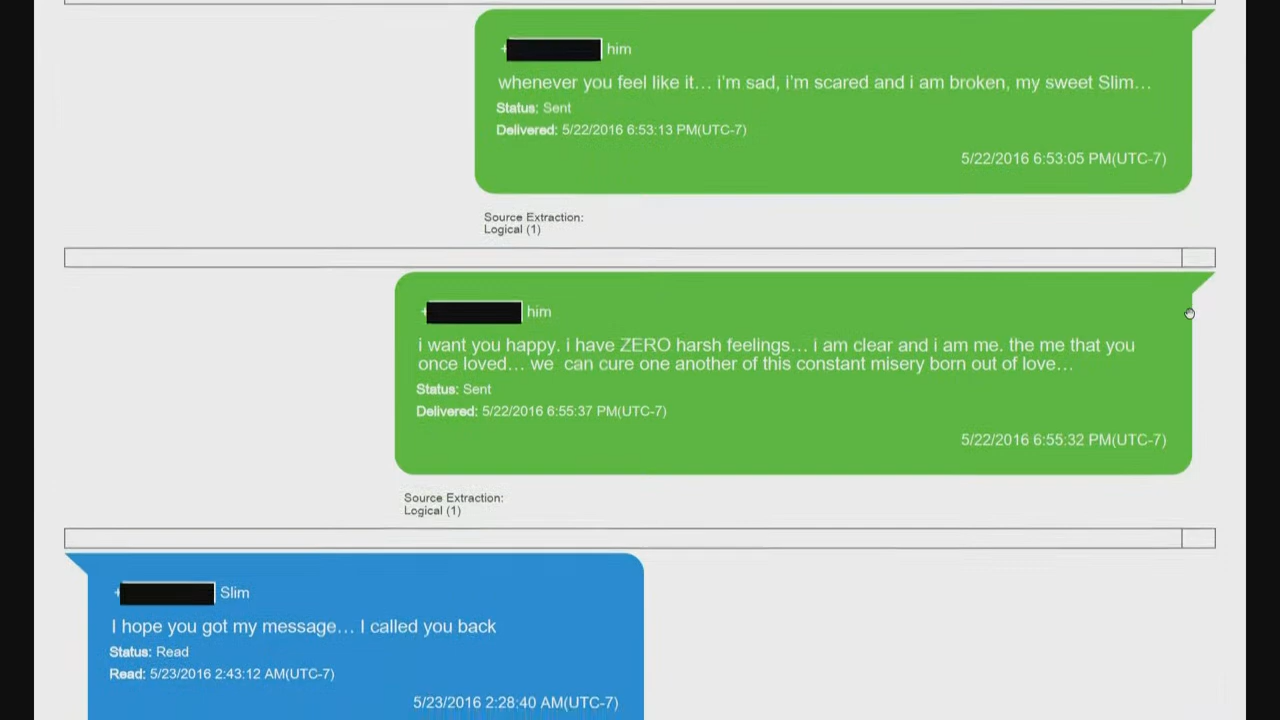 + him
whenever you feel like it… i'm sad, i'm scared and i am broken, my sweet Slim…
Status: Sent
Delivered: 5/22/2016 6:53:13 PM(UTC-7)
5/22/2016 6:53:05 PM(UTC-7)
Source Extraction:
Logical (1)
+ him
i want you happy, i have ZERO harsh feelings… i am clear and i am me. the me that you
once loved… we  can cure one another of this constant misery born out of love…
Status: Sent
Delivered: 5/22/2016 6:55:37 PM(UTC-7)
5/22/2016 6:55:32 PM(UTC-7)
Source Extraction:
Logical (1)
+ Slim
I hope you got my message… I called you back
Status: Read
Read: 5/23/2016 2:43:12 AM(UTC-7)
5/23/2016 2:28:40 AM(UTC-7)